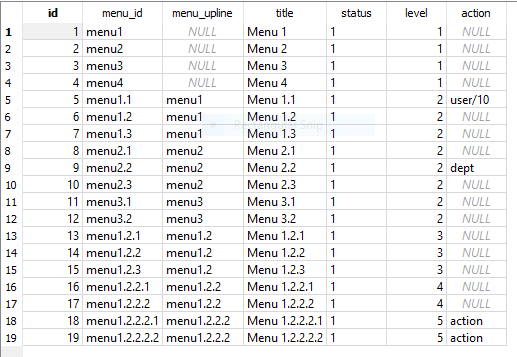 id menu_id menu_upline title status level action
1 1 menu1 NULL Menu 1 1 1 NULL
2 2 menu2 NULL Menu 2 1 1 NULL
3 3 menu3 NULL Menu 3 1 1 NULL
4 4 menu4 NULL Menu 4 1 1 NULL
5 5 menu1.1 menu1 Menu 1.1 1 2 user/10
6 6 menu1.2 menu1 Menu 1.2 1 2 NULL
7 7 menu1.3 menu1 Menu 1.3 1 2 NULL
8 8 menu2.1 menu2 Menu 2.1 1 2 NULL
9 9 menu2.2 menu2 Menu 2.2 1 2 dept
10 10 menu2.3 menu2 Menu 2.3 1 2 NULL
11 11 menu3.1 menu3 Menu 3.1 1 2 NULL
12 12 menu3.2 menu3 Menu 3.2 1 2 NULL
13 13 menu1.2.1 menu1.2 Menu 1.2.1 1 3 NULL
14 14 menu1.2.2 menu1.2 Menu 1.2.2 1 3 NULL
15 15 menu1.2.3 menu1.2 Menu 1.2.3 1 3 NULL
16 16 menu1.2.2.1 menu1.2.2 Menu 1.2.2.1 1 4 NULL
17 17 menu1.2.2.2 menu1.2.2 Menu 1.2.2.2 1 4 NULL
18 18 menu1.2.2.2.1 menu1.2.2.2 Menu 1.2.2.2.1 1 5 action
19 19 menu1.2.2.2.2 menu1.2.2.2 Menu 1.2.2.2.2 1 5 action